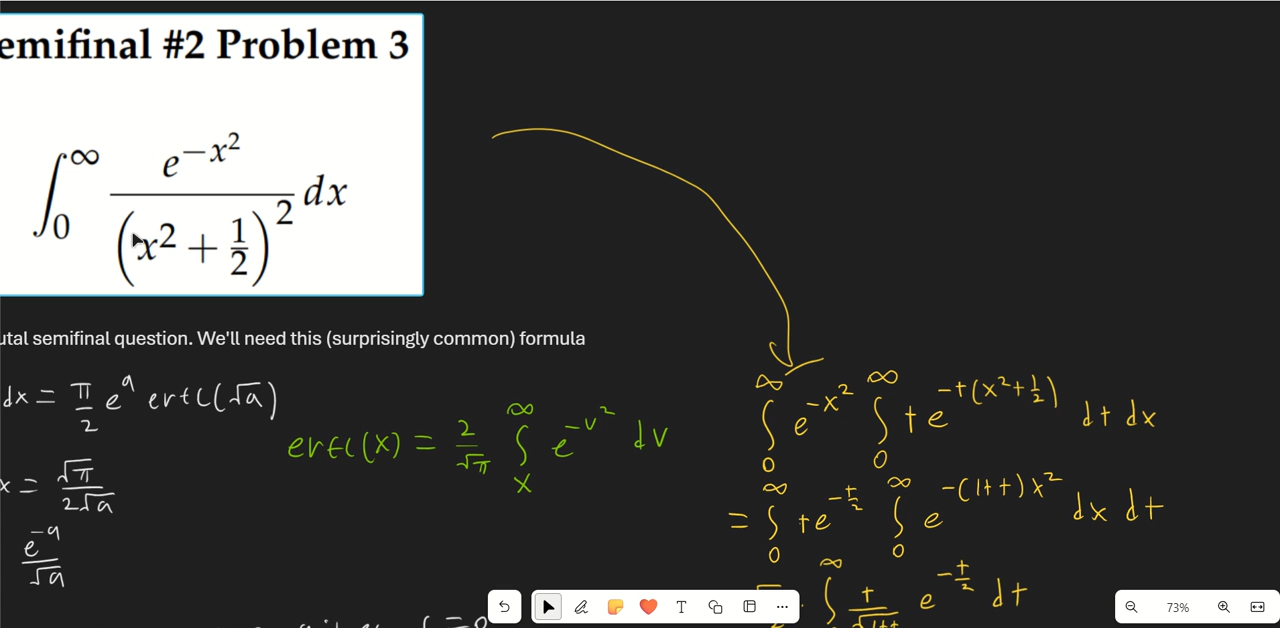 emifinal #2 Problem 3
∫₀^∞ e^{-x²} / (x² + 1/2)² dx
utal semifinal question. We'll need this (surprisingly common) formula
dx = π/2 e^a erfc(√a)
erfc(x) = 2/√π ∫_x^∞ e^{-v²} dv
x = √π / 2√a
e^{-a} / √a
∫₀^∞ e^{-x²} ∫₀^∞ t e^{-t(x²+1/2)} dt dx
= ∫₀^∞ t e^{-t/2} ∫₀^∞ e^{-(1+t)x²} dx dt
∫^∞ t/√1+t e^{-t/2} dt
73%